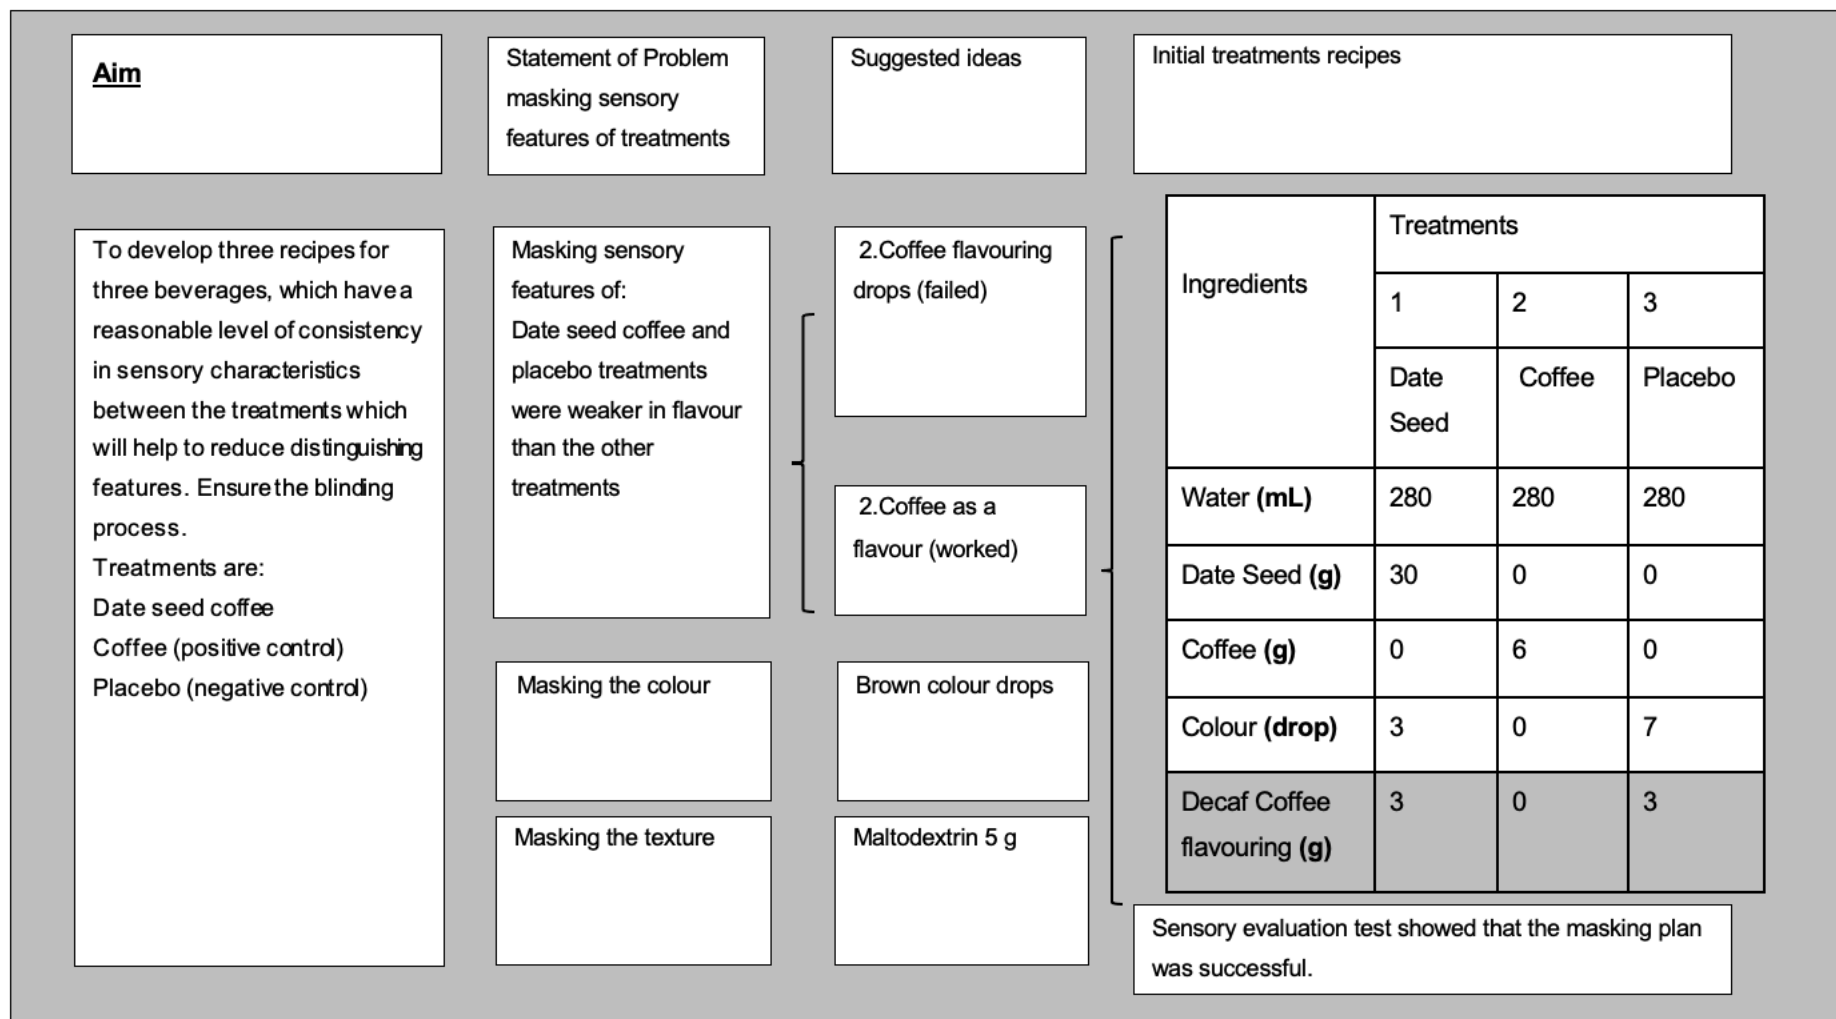 Aim
Statement of Problem
masking sensory
features of treatments
Suggested ideas
Initial treatments recipes
To develop three recipes for
three beverages, which have a
reasonable level of consistency
in sensory characteristics
between the treatments which
will help to reduce distinguishing
features. Ensure the blinding
process.
Treatments are:
Date seed coffee
Coffee (positive control)
Placebo (negative control)
Masking sensory
features of:
Date seed coffee and
placebo treatments
were weaker in flavour
than the other
treatments
Masking the colour
Masking the texture
2.Coffee flavouring
drops (failed)
2.Coffee as a
flavour (worked)
Brown colour drops
Maltodextrin 5 g
Ingredients
Treatments
1 2 3
Date Seed Coffee Placebo
Water (mL) 280 280 280
Date Seed (g) 30 0 0
Coffee (g) 0 6 0
Colour (drop) 3 0 7
Decaf Coffee flavouring (g) 3 0 3
Sensory evaluation test showed that the masking plan
was successful.